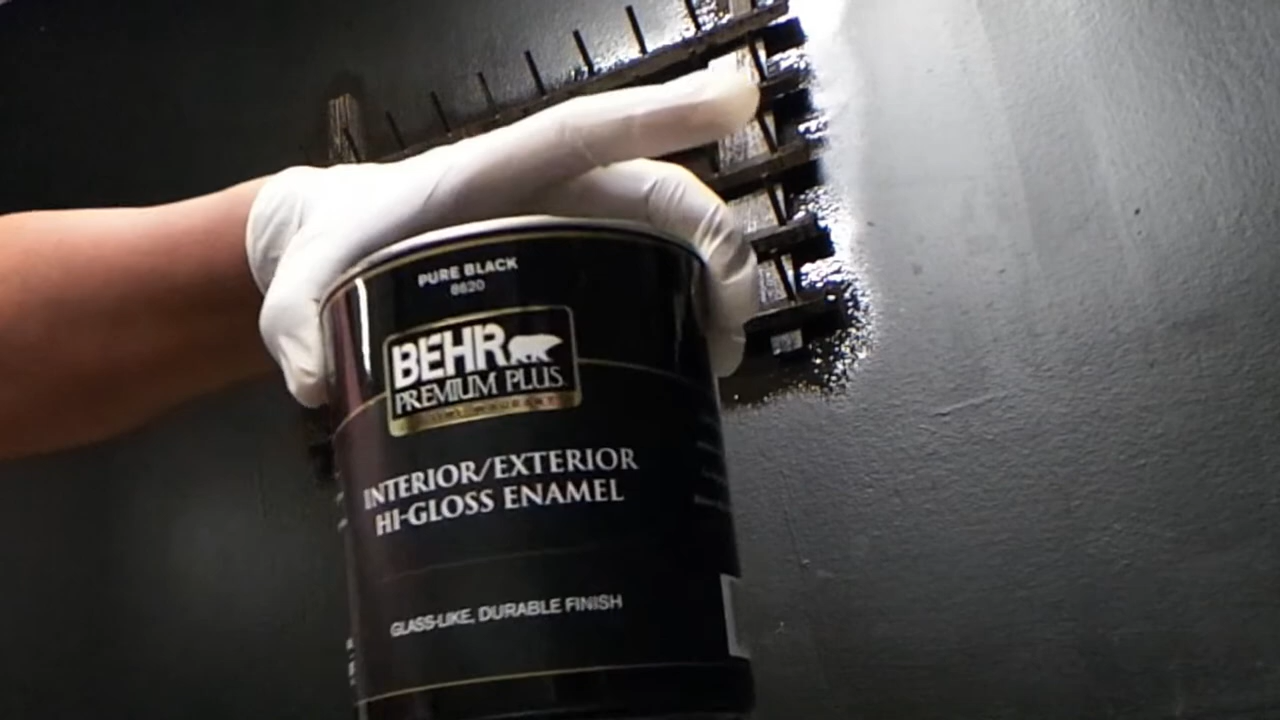 PURE BLACK
8620
BEHR
PREMIUM PLUS
INTERIOR/EXTERIOR
HI-GLOSS ENAMEL
GLASS-LIKE, DURABLE FINISH